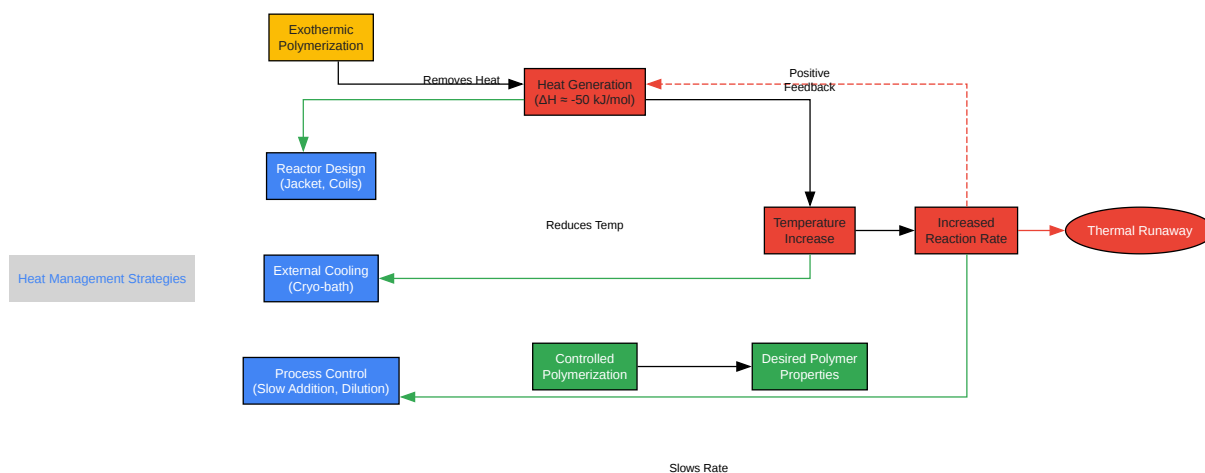 Exothermic
Polymerization
Removes Heat
Heat Generation
(ΔH ≈ -50 kJ/mol)
Positive
Feedback
Reactor Design
(Jacket, Coils)
Reduces Temp
Temperature
Increase
Increased
Reaction Rate
Thermal Runaway
Heat Management Strategies
External Cooling
(Cryo-bath)
Process Control
(Slow Addition, Dilution)
Controlled
Polymerization
Desired Polymer
Properties
Slows Rate